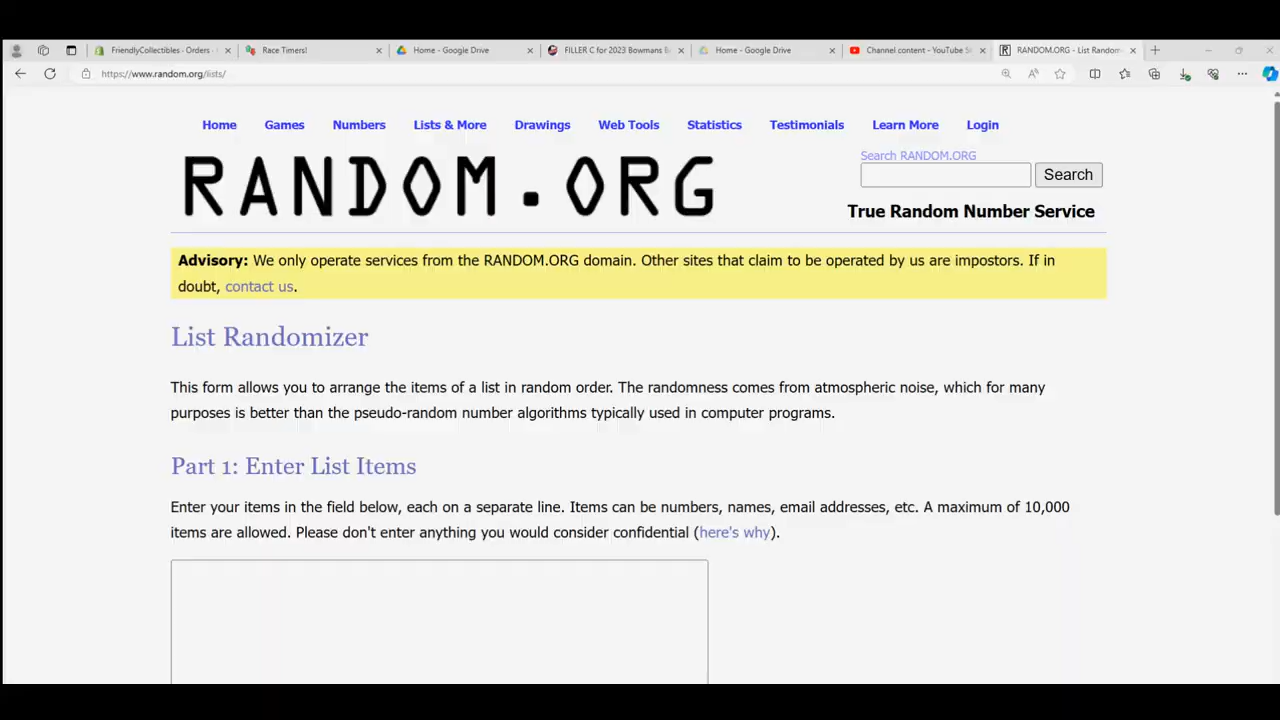 FriendlyCollectibles - Orders -
Race Timers!
Home - Google Drive
FILLER C for 2023 Bowmans B
Home - Google Drive
Channel content - YouTube S
RANDOM.ORG - List Random
https://www.random.org/lists/
Home Games Numbers Lists & More Drawings Web Tools Statistics Testimonials Learn More Login
RANDOM.ORG
Search RANDOM.ORG
Search
True Random Number Service
Advisory: We only operate services from the RANDOM.ORG domain. Other sites that claim to be operated by us are impostors. If in
doubt, contact us.
List Randomizer
This form allows you to arrange the items of a list in random order. The randomness comes from atmospheric noise, which for many
purposes is better than the pseudo-random number algorithms typically used in computer programs.
Part 1: Enter List Items
Enter your items in the field below, each on a separate line. Items can be numbers, names, email addresses, etc. A maximum of 10,000
items are allowed. Please don't enter anything you would consider confidential (here's why).